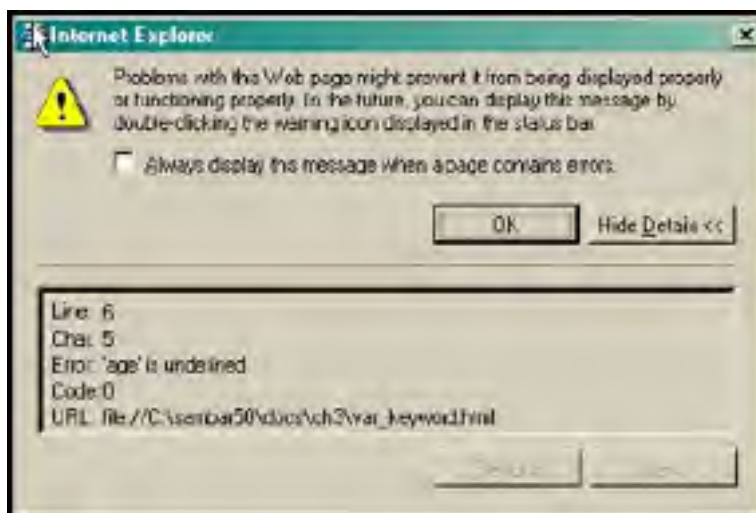 Internet Explorer
Problems with this Web page might prevent it from being displayed properly
or functioning properly. In the future, you can display this message by
double-clicking the warning icon displayed in the status bar.
Always display this message when a page contains errors.
OK
Hide Details <<
Line: 6
Char: 5
Error: 'age' is undefined
Code: 0
URL: file://C:\sambar50\docs\ch3\var_keyword.html